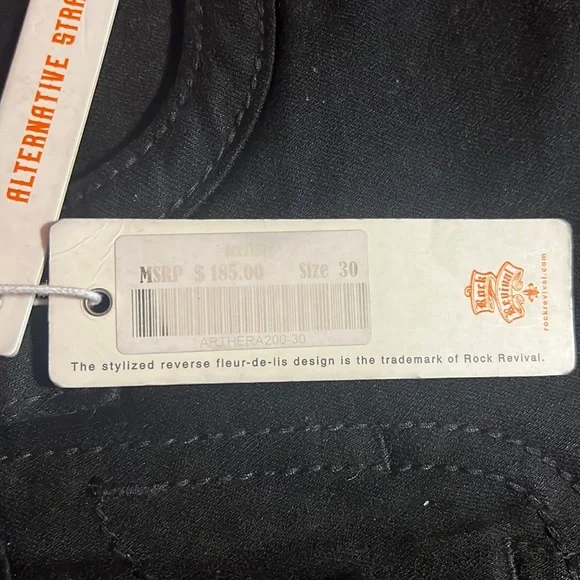 ALTERNATIVE STRA
MSRP $ 185.00 Size 30
ARTHERA200-30
The stylized reverse fleur-de-lis design is the trademark of Rock Revival.
Rock
Revival
rockrevival.com